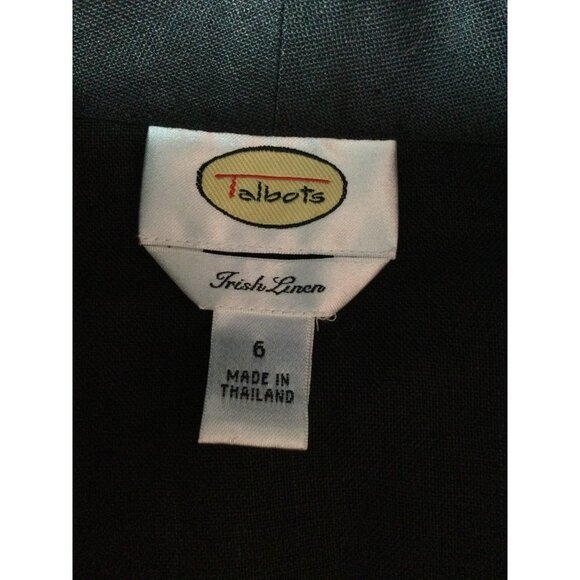 Talbots
Irish Linen
6
MADE IN
THAILAND